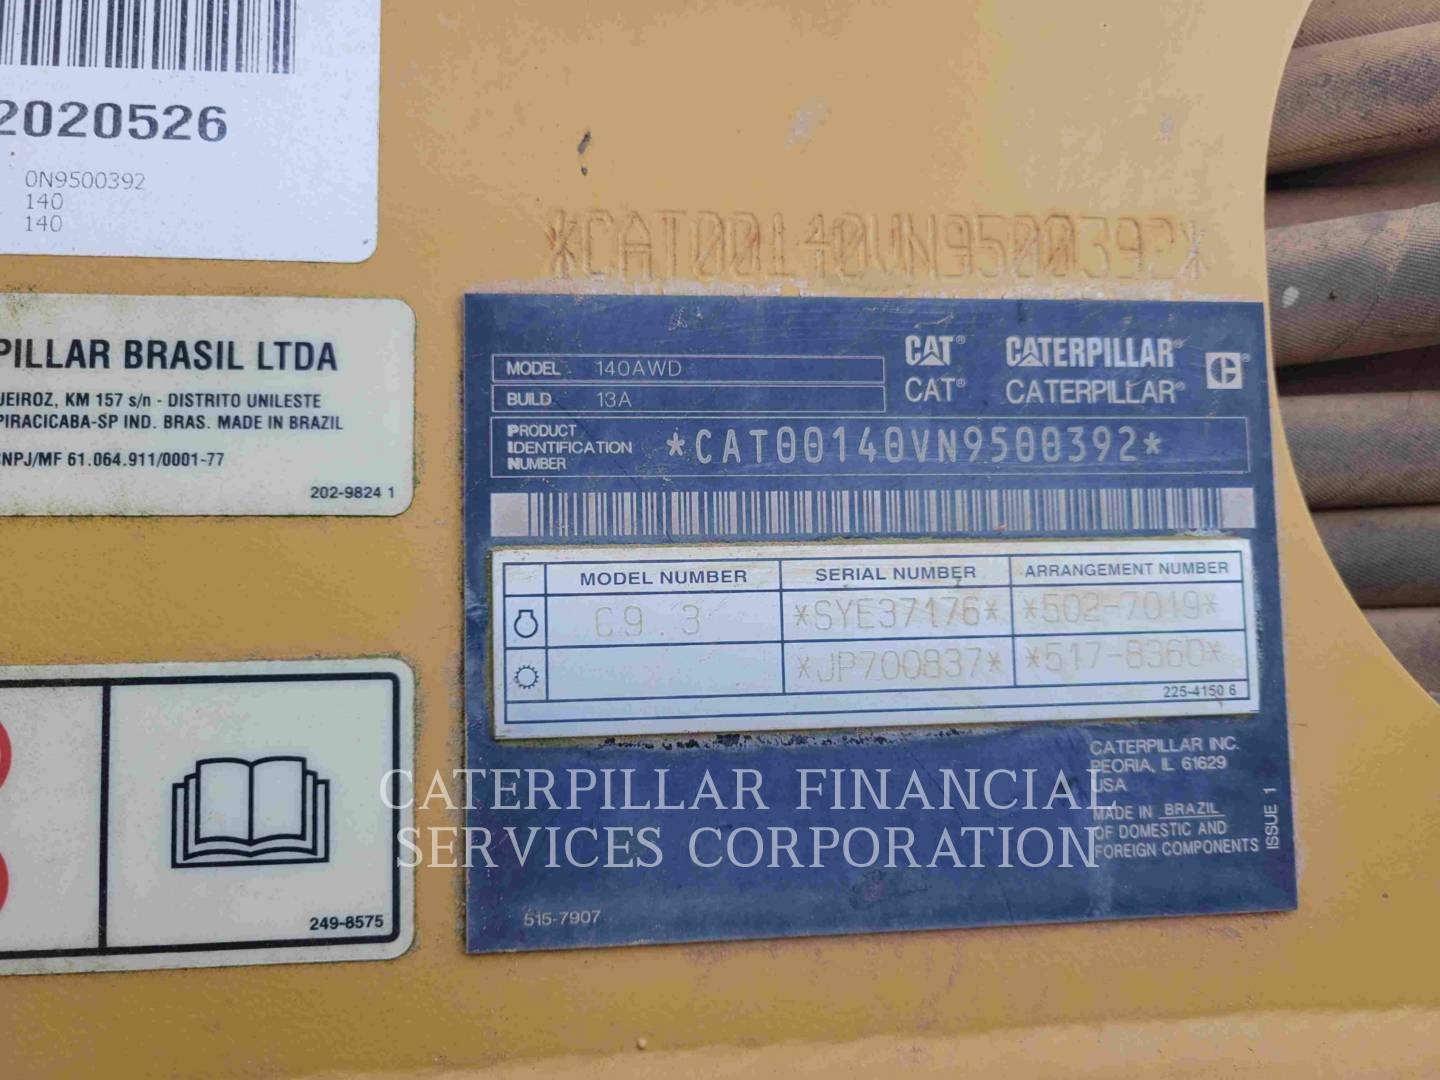 2020526
0N9500392
140
140
*CAT00140VN9500392*
PILLAR BRASIL LTDA
KM 157 s/n - DISTRITO UNILESTE
PIRACICABA-SP IND. BRAS. MADE IN BRAZIL
CNPJ/MF 61.064.911/0001-77
202-9824 1
MODEL 140AWD
BUILD 13A
CAT® CATERPILLAR®
CAT® CATERPILLAR®
PRODUCT
IDENTIFICATION
NUMBER
*CAT00140VN9500392*
MODEL NUMBER SERIAL NUMBER ARRANGEMENT NUMBER
C9.3 *SYE37176* *502-7019*
*JP700837* *517-8360*
225-4150 6
CATERPILLAR INC.
PEORIA, IL 61629
USA
MADE IN BRAZIL
OF DOMESTIC AND
FOREIGN COMPONENTS
ISSUE 1
515-7907
249-8575
CATERPILLAR FINANCIAL
SERVICES CORPORATION